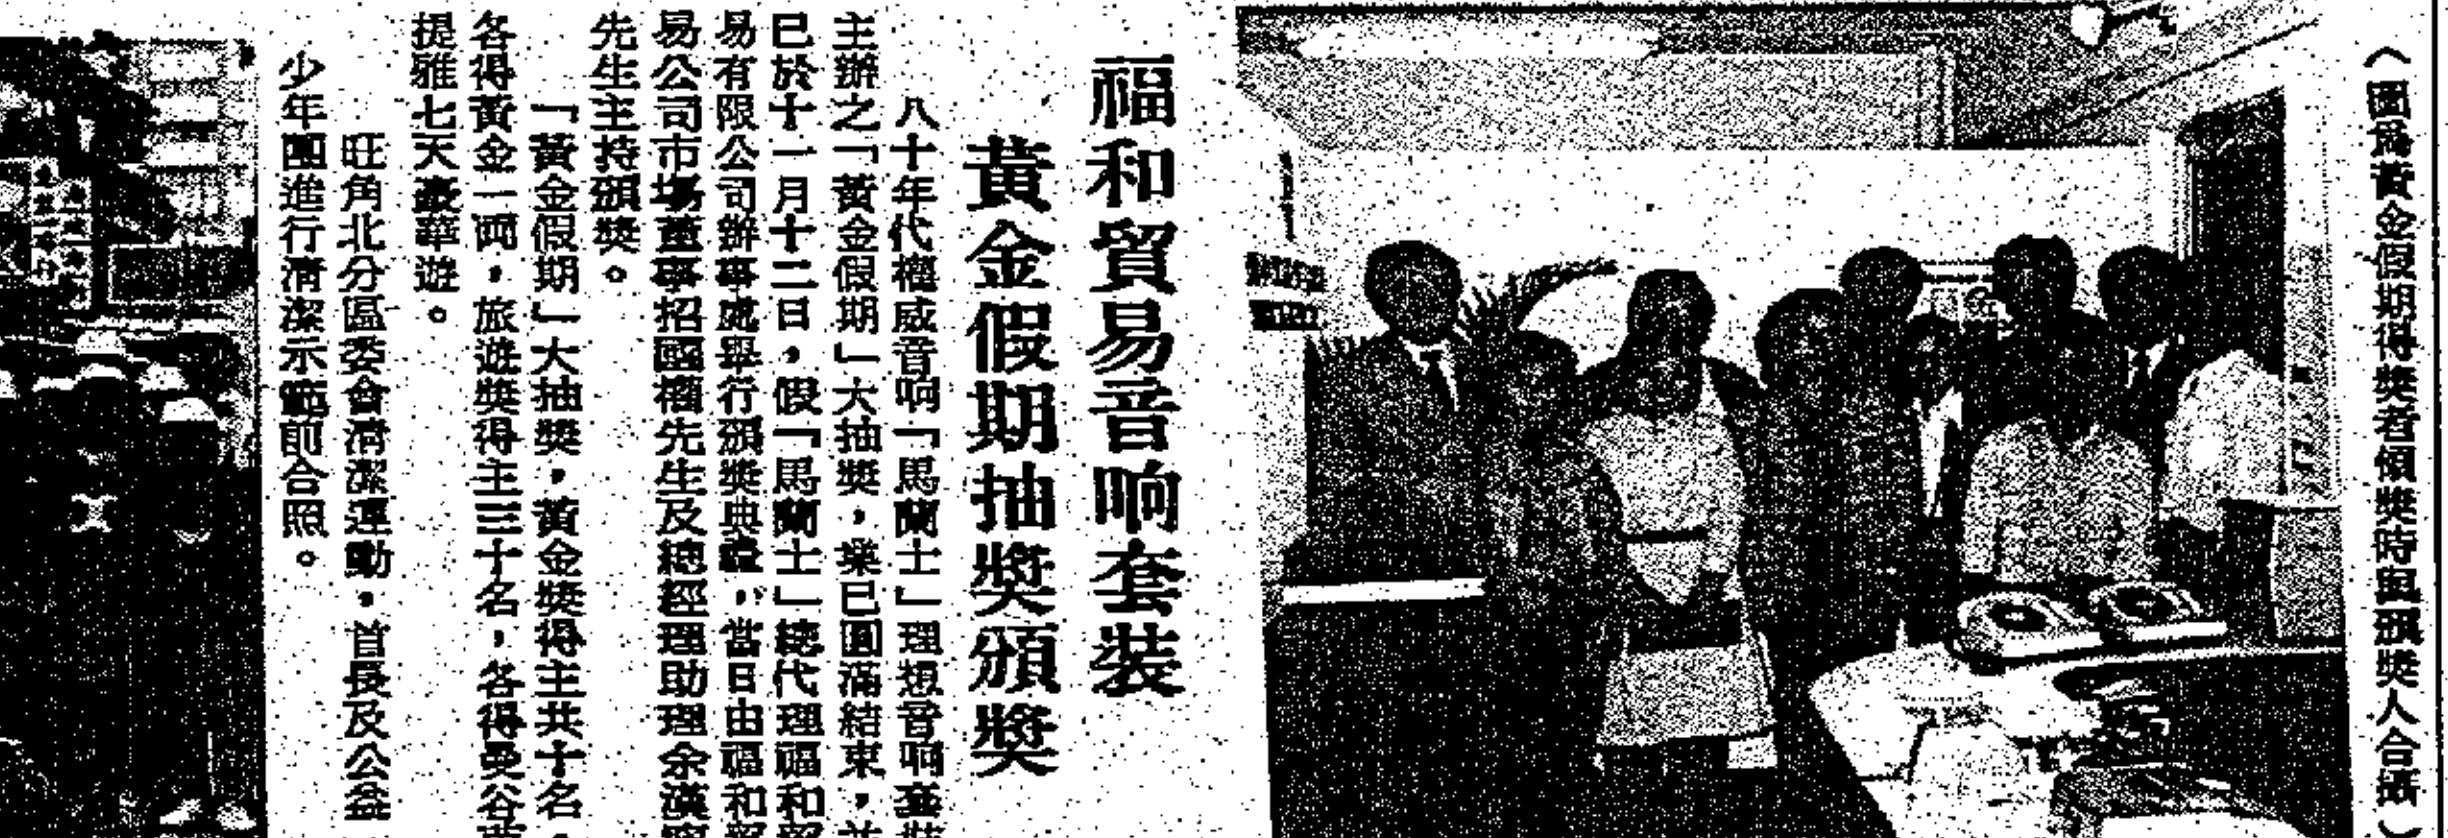 （圖爲黃金假期得獎者領獎時與頒獎人合攝）
福和貿易音响套裝
黃金假期抽獎頒獎
八十年代權威音响「馬蘭士」理想音响套裝
主辦之「黃金假期」大抽獎，業已圓滿結束，並
已於十一月十二日，假「馬蘭士」總代理福和貿
易有限公司辦事處舉行頒獎典禮，當日由福和貿
易公司市場董事招國權先生及總經理助理余漢
先生主持頒獎。
「黃金假期」大抽獎，黃金獎得主共十名，
各得黃金一両，旅遊獎得主三十名，各得曼谷芭
提雅七天豪華遊。
旺角北分區委會清潔運動，首長及公益
少年團進行清潔示範前合照。